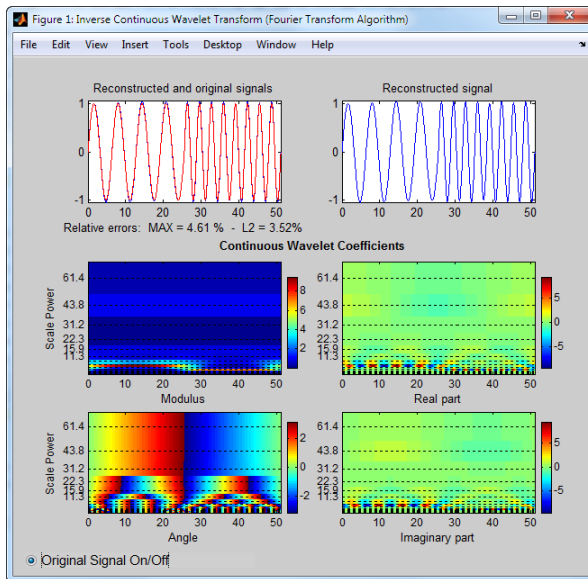 Figure 1: Inverse Continuous Wavelet Transform (Fourier Transform Algorithm)
File Edit View Insert Tools Desktop Window Help
Reconstructed and original signals
Reconstructed signal
1
0
-1
0 10 20 30 40 50
1
0
-1
0 10 20 30 40 50
Relative errors: MAX = 4.61 % - L2 = 3.52%
Continuous Wavelet Coefficients
Scale Power
61.4
43.8
31.2
22.3
15.9
11.3
0 10 20 30 40 50
Modulus
8
6
4
2
61.4
43.8
31.2
22.3
15.9
11.3
0 10 20 30 40 50
Real part
5
0
-5
Scale Power
61.4
43.8
31.2
22.3
15.9
11.3
0 10 20 30 40 50
Angle
2
0
-2
61.4
43.8
31.2
22.3
15.9
11.3
0 10 20 30 40 50
Imaginary part
5
0
-5
Original Signal On/Off